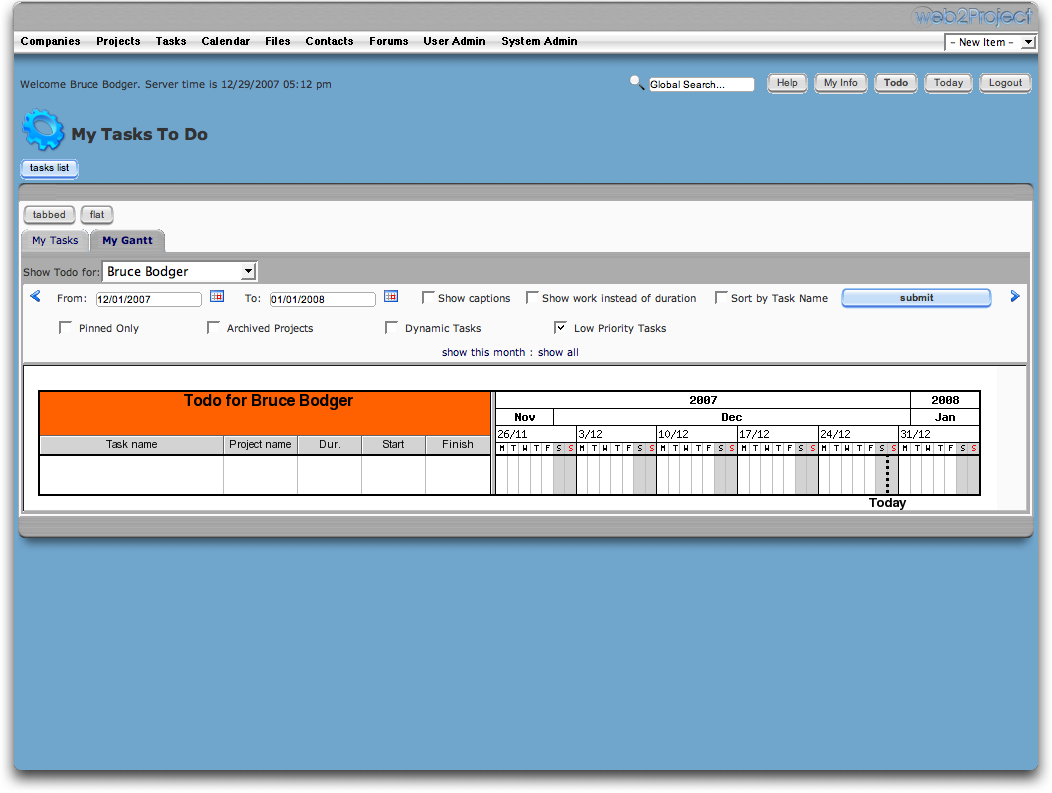 web2Project
Companies Projects Tasks Calendar Files Contacts Forums User Admin System Admin
- New Item -
Welcome Bruce Bodger. Server time is 12/29/2007 05:12 pm
Global Search... Help My Info Todo Today Logout
My Tasks To Do
tasks list
tabbed flat
My Tasks My Gantt
Show Todo for: Bruce Bodger
From: 12/01/2007 To: 01/01/2008 Show captions Show work instead of duration Sort by Task Name submit
Pinned Only Archived Projects Dynamic Tasks Low Priority Tasks
show this month : show all
Todo for Bruce Bodger
2007 2008
Nov Dec Jan
26/11 3/12 10/12 17/12 24/12 31/12
Task name Project name Dur. Start Finish
M T W T F S S M T W T F S S M T W T F S S M T W T F S S M T W T F S S M T W T F S S
Today